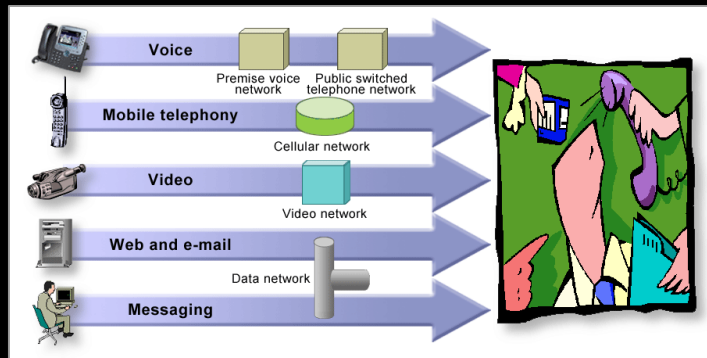 Voice
Premise voice
network
Public switched
telephone network
Mobile telephony
Cellular network
Video
Video network
Web and e-mail
Data network
Messaging